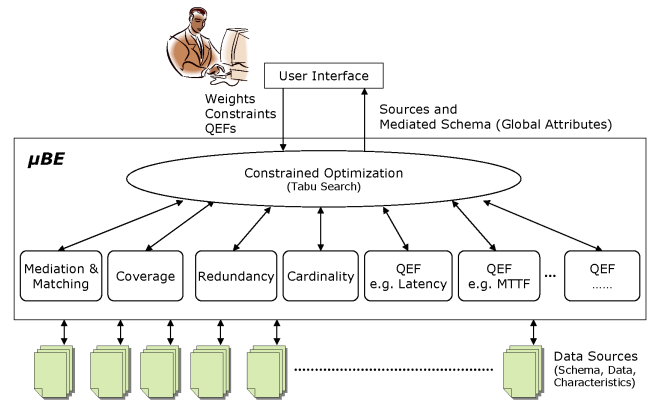 User Interface
Weights
Constraints
QEFs
Sources and
Mediated Schema (Global Attributes)
µBE
Constrained Optimization
(Tabu Search)
Mediation &
Matching
Coverage
Redundancy
Cardinality
QEF
e.g. Latency
QEF
e.g. MTTF
...
QEF
......
Data Sources
(Schema, Data,
Characteristics)